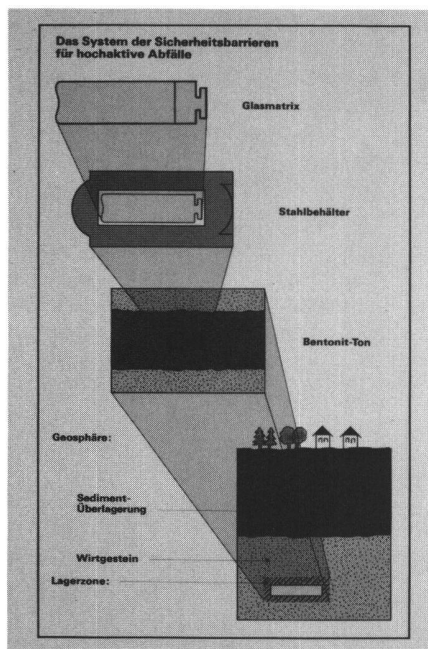 Das System der Sicherheitsbarrieren
für hochaktive Abfälle
Glasmatrix
Stahlbehälter
Bentonit-Ton
Geosphäre:
Sediment-
Überlagerung
Wirtgestein
Lagerzone: